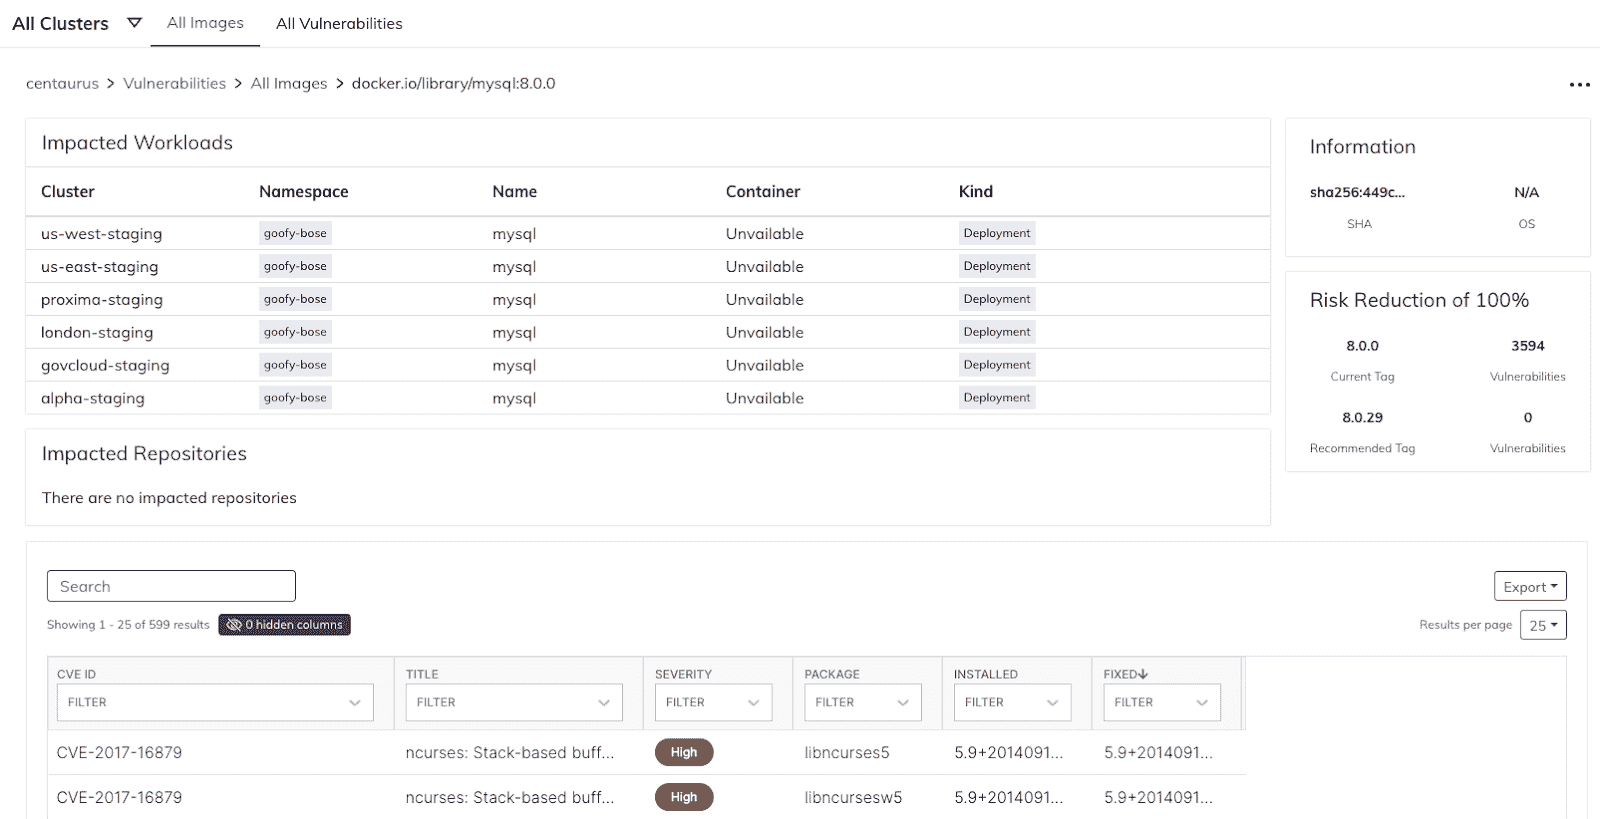 All Clusters All Images All Vulnerabilities
centaurus > Vulnerabilities > All Images > docker.io/library/mysql:8.0.0
Impacted Workloads
Cluster Namespace Name Container Kind
us-west-staging goofy-bose mysql Unvailable Deployment
us-east-staging goofy-bose mysql Unvailable Deployment
proxima-staging goofy-bose mysql Unvailable Deployment
london-staging goofy-bose mysql Unvailable Deployment
govcloud-staging goofy-bose mysql Unvailable Deployment
alpha-staging goofy-bose mysql Unvailable Deployment
Information
sha256:449c... N/A
SHA OS
Risk Reduction of 100%
8.0.0 3594
Current Tag Vulnerabilities
8.0.29 0
Recommended Tag Vulnerabilities
Impacted Repositories
There are no impacted repositories
Search Export
Showing 1 - 25 of 599 results 0 hidden columns Results per page 25
CVE ID TITLE SEVERITY PACKAGE INSTALLED FIXED↓
FILTER FILTER FILTER FILTER FILTER FILTER
CVE-2017-16879 ncurses: Stack-based buff... High libncurses5 5.9+2014091... 5.9+2014091...
CVE-2017-16879 ncurses: Stack-based buff... High libncursesw5 5.9+2014091... 5.9+2014091...